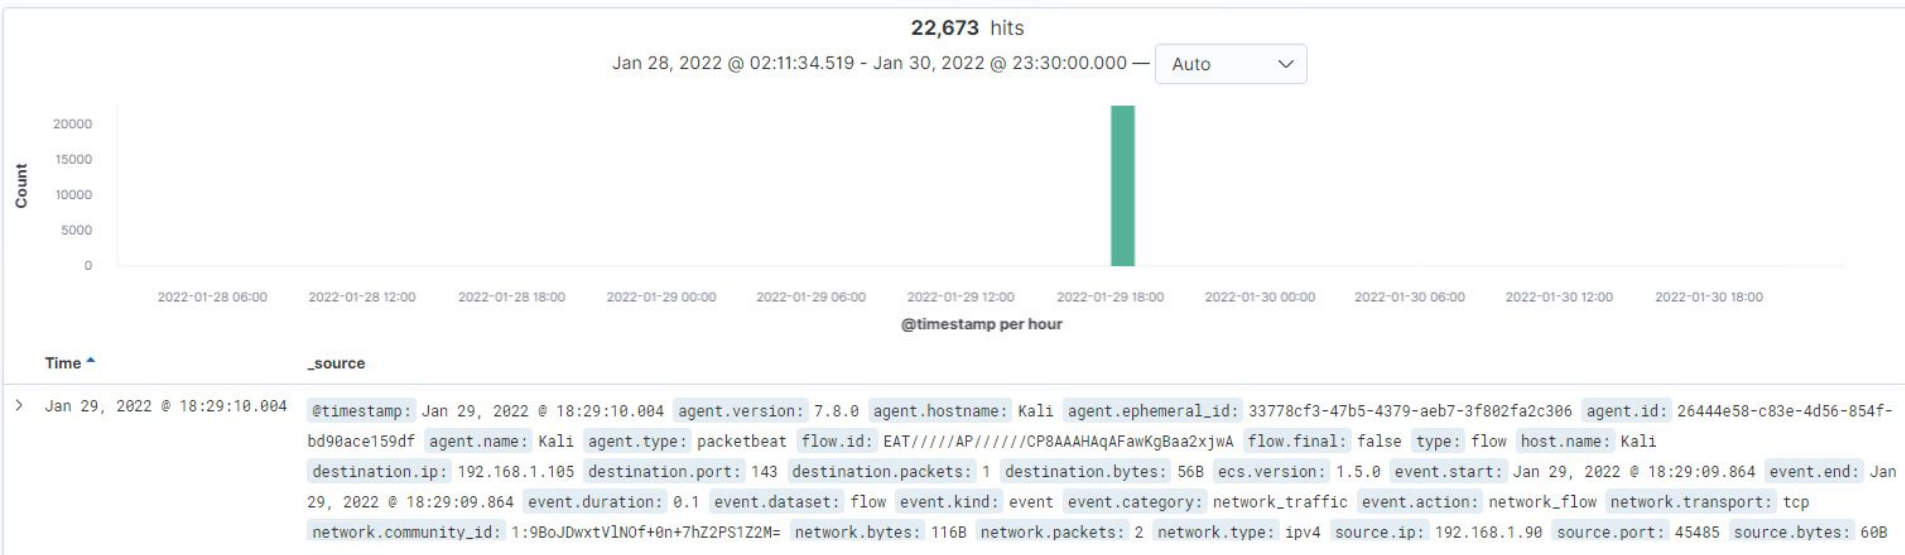 22,673 hits
Jan 28, 2022 @ 02:11:34.519 - Jan 30, 2022 @ 23:30:00.000 — Auto
Count
20000
15000
10000
5000
0
2022-01-28 06:00 2022-01-28 12:00 2022-01-28 18:00 2022-01-29 00:00 2022-01-29 06:00 2022-01-29 12:00 2022-01-29 18:00 2022-01-30 00:00 2022-01-30 06:00 2022-01-30 12:00 2022-01-30 18:00
@timestamp per hour
Time _source
Jan 29, 2022 @ 18:29:10.004 @timestamp: Jan 29, 2022 @ 18:29:10.004 agent.version: 7.8.0 agent.hostname: Kali agent.ephemeral_id: 33778cf3-47b5-4379-aeb7-3f802fa2c306 agent.id: 26444e58-c83e-4d56-854f-
bd90ace159df agent.name: Kali agent.type: packetbeat flow.id: EAT/////AP//////CP8AAAHAqAFawKgBaa2xjwA flow.final: false type: flow host.name: Kali
destination.ip: 192.168.1.105 destination.port: 143 destination.packets: 1 destination.bytes: 56B ecs.version: 1.5.0 event.start: Jan 29, 2022 @ 18:29:09.864 event.end: Jan
29, 2022 @ 18:29:09.864 event.duration: 0.1 event.dataset: flow event.kind: event event.category: network_traffic event.action: network_flow network.transport: tcp
network.community_id: 1:9BoJDwxtVlNOf+0n+7hZ2PS1Z2M= network.bytes: 116B network.packets: 2 network.type: ipv4 source.ip: 192.168.1.90 source.port: 45485 source.bytes: 60B